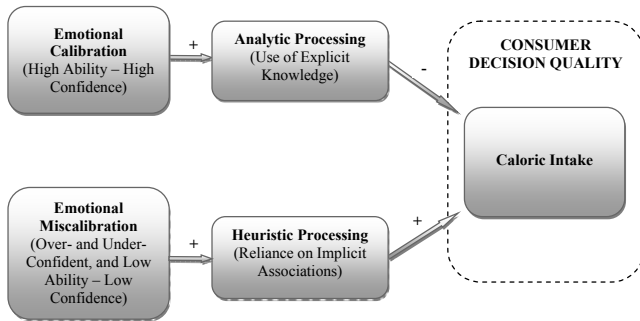 Emotional
Calibration
(High Ability – High
Confidence)
+
Analytic Processing
(Use of Explicit
Knowledge)
-
CONSUMER
DECISION QUALITY
Caloric Intake
Emotional
Miscalibration
(Over- and Under-
Confident, and Low
Ability – Low
Confidence)
+
Heuristic Processing
(Reliance on Implicit
Associations)
+